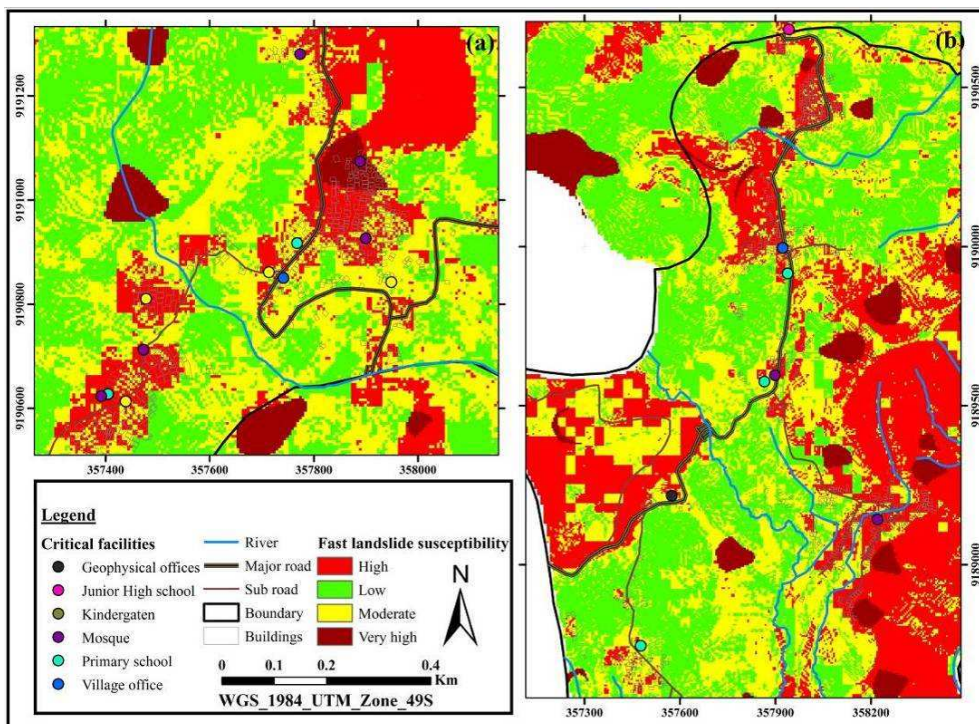 (a)
9191200
9191000
9190800
9190600
357400 357600 357800 358000
(b)
9190500
9190000
9189500
9189000
357300 357600 357900 358200
Legend
Critical facilities
Geophysical offices
Junior High school
Kindergaten
Mosque
Primary school
Village office
River
Major road
Sub road
Boundary
Buildings
Fast landslide susceptibility
High
Low
Moderate
Very high
N
0 0.1 0.2 0.4
Km
WGS_1984_UTM_Zone_49S